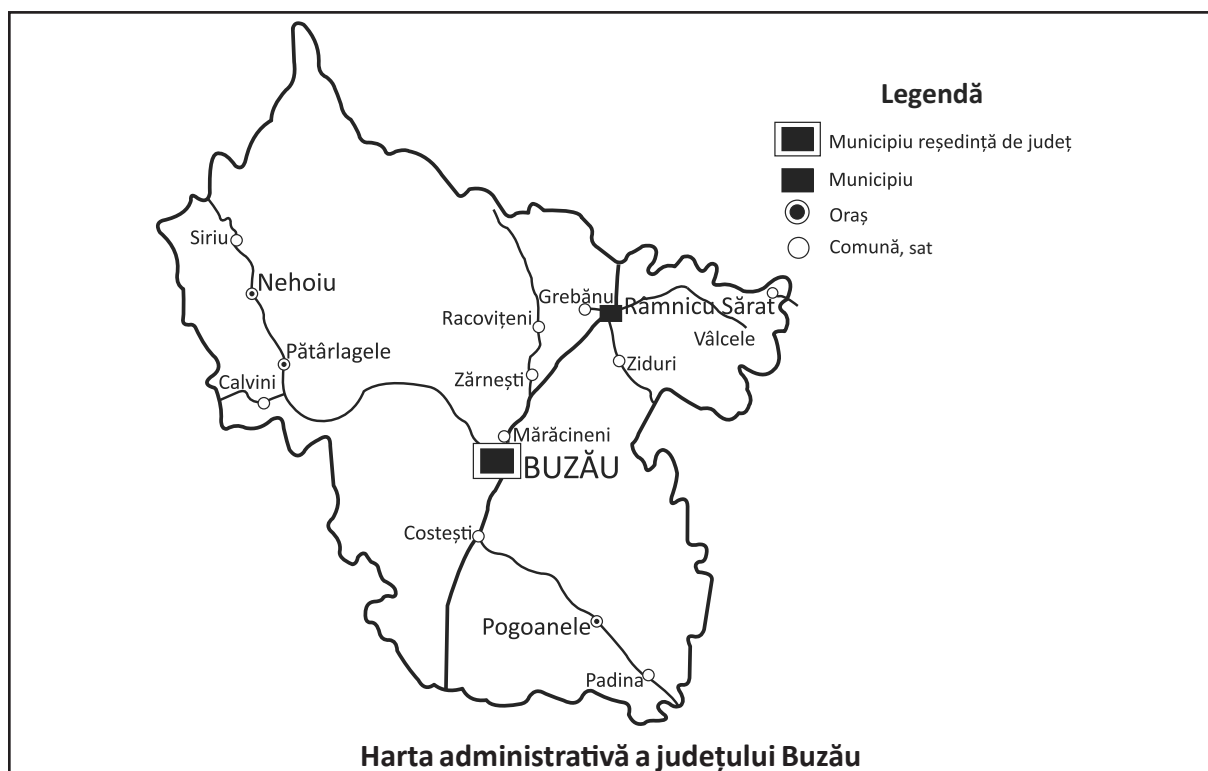 Legendă
Municipiu reședință de județ
Municipiu
Oraș
Comună, sat
Siriu
Nehoiu
Grebănu
Râmnicu Sărat
Racovițeni
Vâlcele
Pătârlagele
Ziduri
Calvini
Zărnești
Mărăcineni
BUZĂU
Costești
Pogoanele
Padina
Harta administrativă a județului Buzău